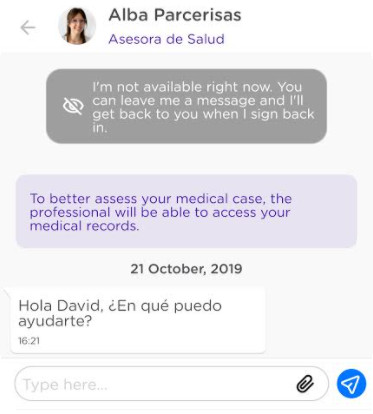 Alba Parcerisas
Asesora de Salud
I'm not available right now. You
can leave me a message and I'll
get back to you when I sign back
in.
To better assess your medical case, the
professional will be able to access your
medical records.
21 October, 2019
Hola David, ¿En qué puedo
ayudarte?
16:21
Type here...